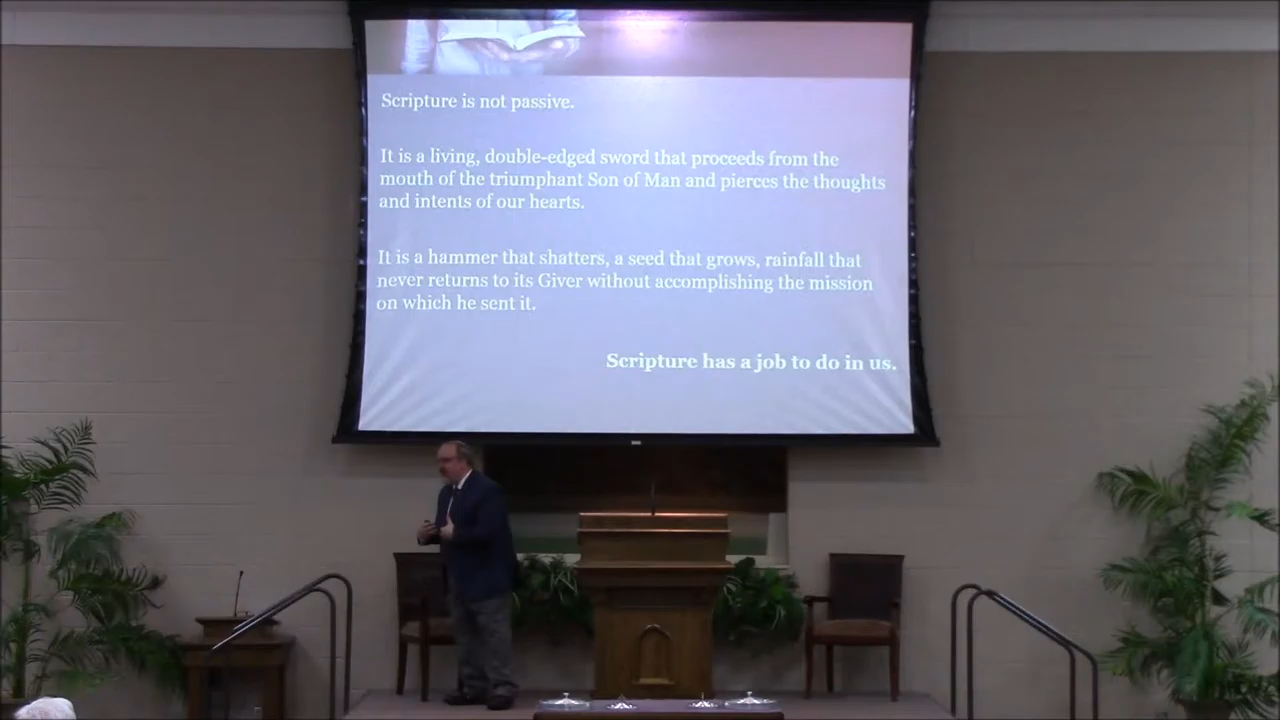 Scripture is not passive.
It is a living, double-edged sword that proceeds from the
mouth of the triumphant Son of Man and pierces the thoughts
and intents of our hearts.
It is a hammer that shatters, a seed that grows, rainfall that
never returns to its Giver without accomplishing the mission
on which he sent it.
Scripture has a job to do in us.